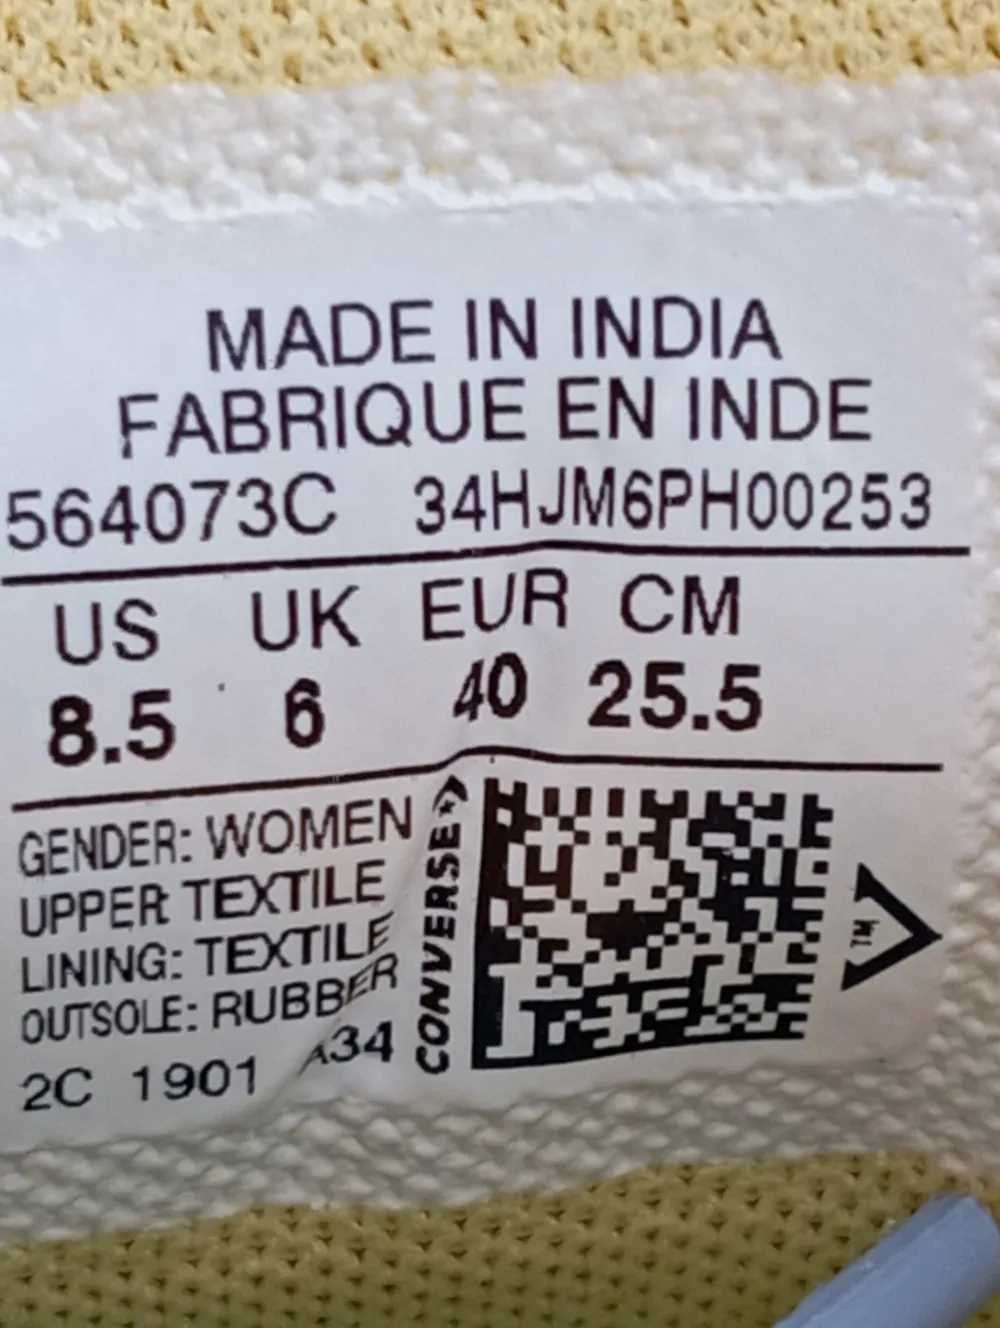 MADE IN INDIA
FABRIQUE EN INDE
564073C 34HJM6PH00253
US UK EUR CM
8.5 6 40 25.5
GENDER: WOMEN
UPPER: TEXTILE
LINING: TEXTILE
OUTSOLE: RUBBER
2C 1901 A34
CONVERSE
TM